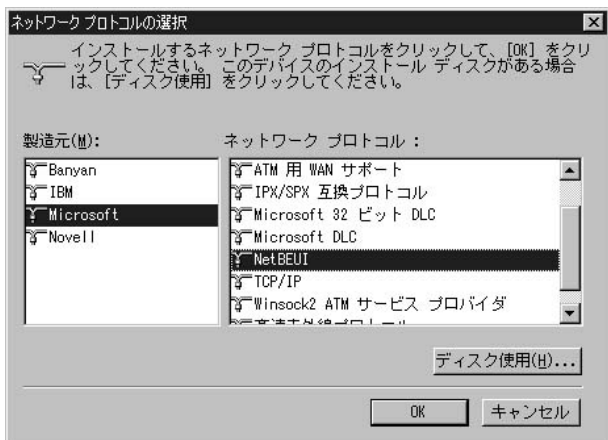 ネットワーク プロトコルの選択
インストールするネットワーク プロトコルをクリックして、[OK] をクリ
ックしてください。 このデバイスのインストール ディスクがある場合
は、[ディスク使用] をクリックしてください。
製造元(M):
Banyan
IBM
Microsoft
Novell
ネットワーク プロトコル :
ATM 用 WAN サポート
IPX/SPX 互換プロトコル
Microsoft 32 ビット DLC
Microsoft DLC
NetBEUI
TCP/IP
Winsock2 ATM サービス プロバイダ
ディスク使用(H)...
OK
キャンセル